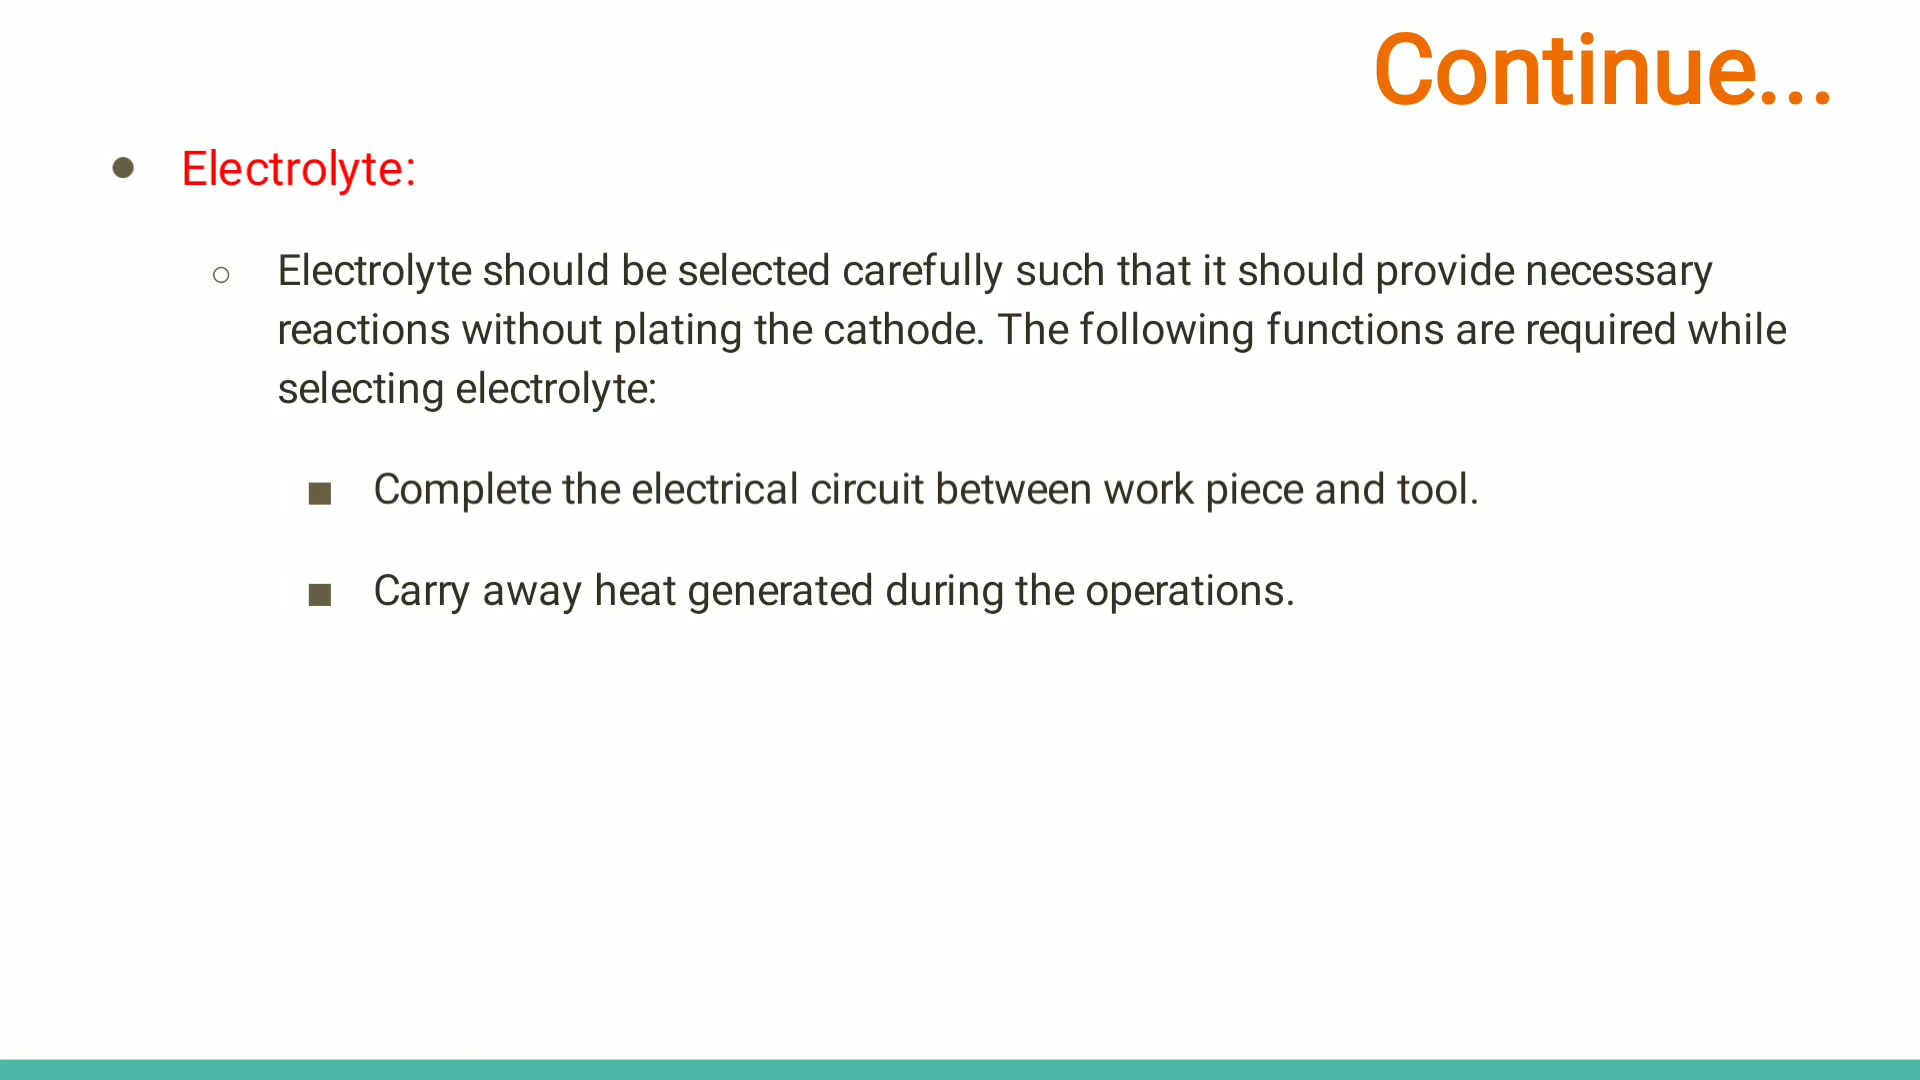 Continue...
● Electrolyte:
○ Electrolyte should be selected carefully such that it should provide necessary
reactions without plating the cathode. The following functions are required while
selecting electrolyte:
■ Complete the electrical circuit between work piece and tool.
■ Carry away heat generated during the operations.